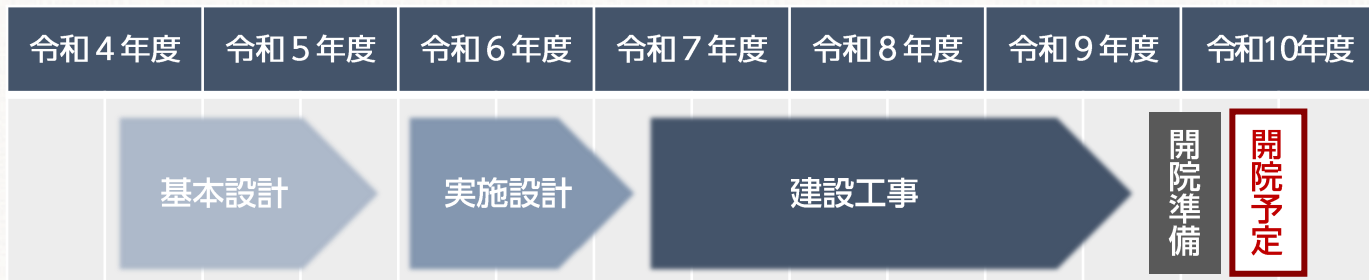 令和４年度
令和５年度
令和６年度
令和７年度
令和８年度
令和９年度
令和10年度
基本設計
実施設計
建設工事
開院準備
開院予定